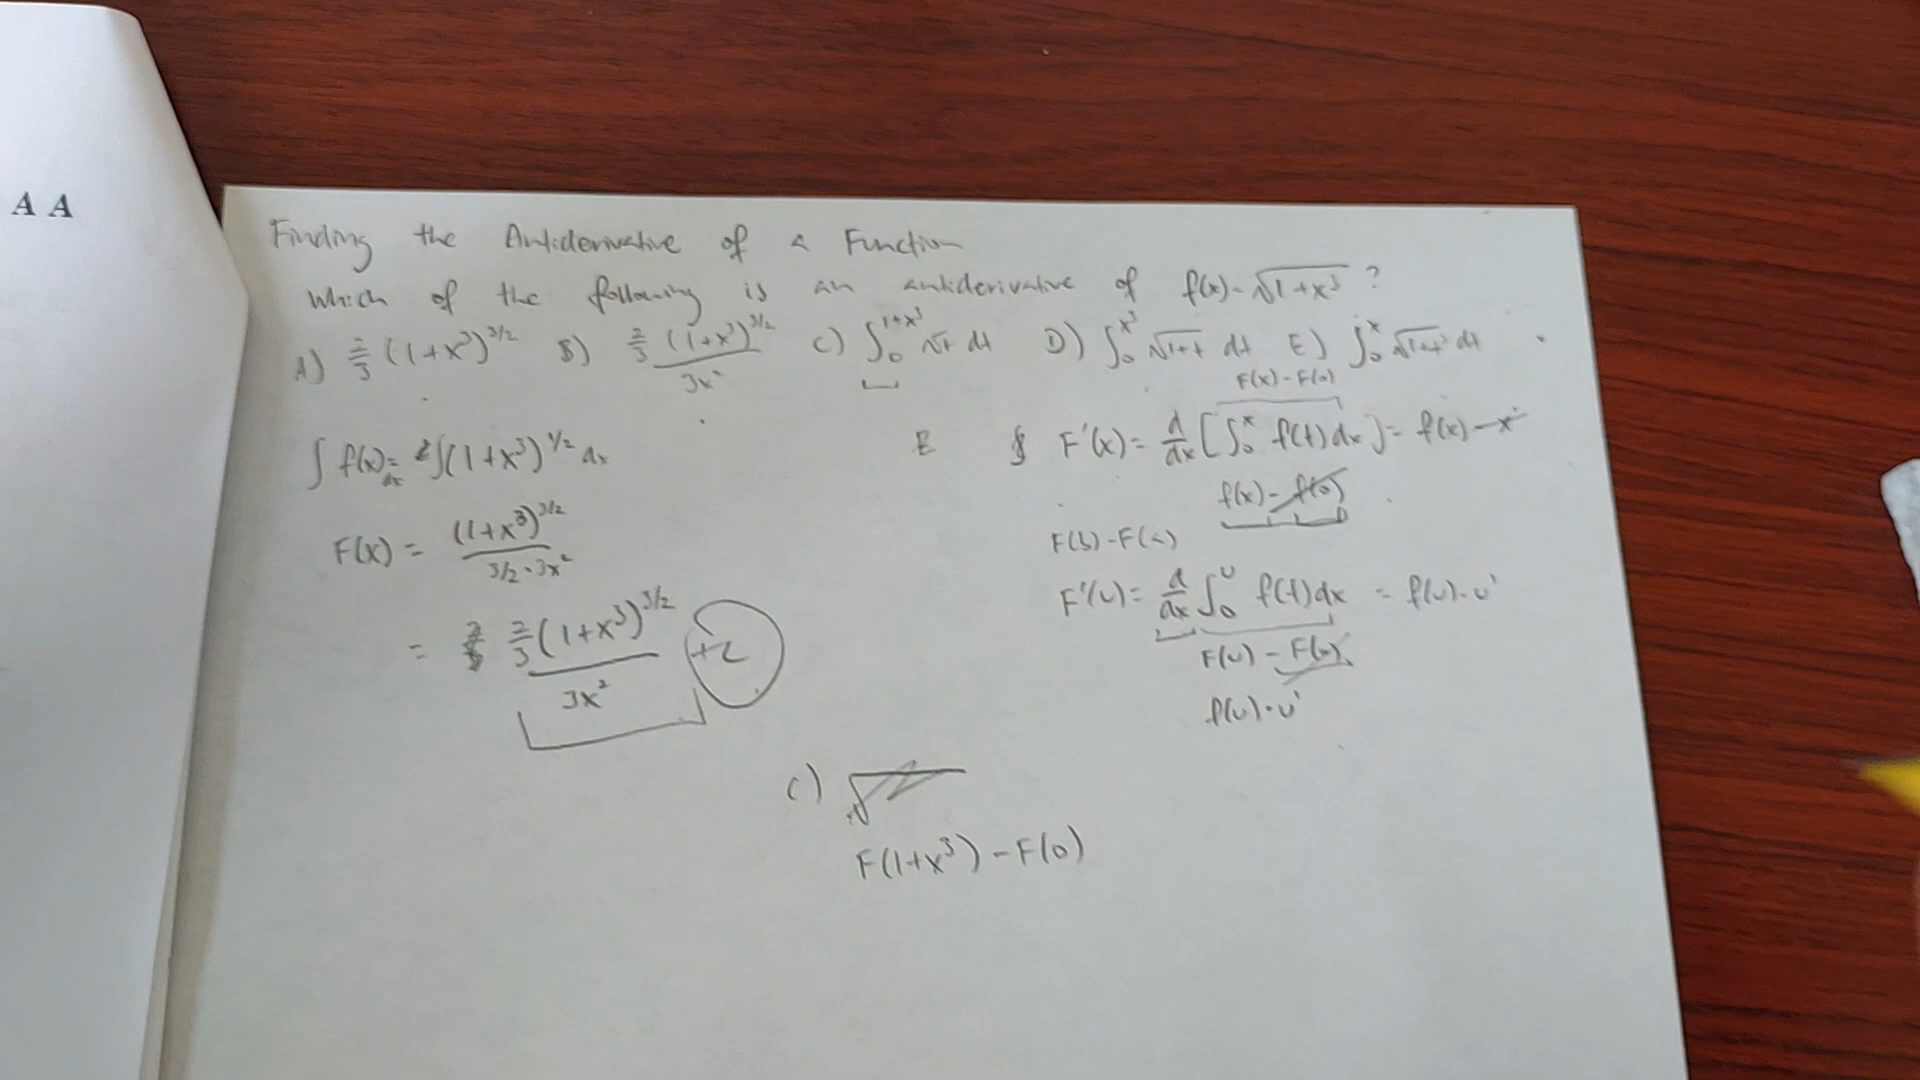 A A
Finding the Antiderivative of a Function
Which of the following is an antiderivative of f(x) = √(1+x³) ?
A) 2/3 (1+x³)^3/2 B) 2/3 (1+x³)^3/2 / 3x² C) ∫₀^1+x³ √t dt D) ∫₀^x³ √(1+t) dt E) ∫₀^x √(1+t³) dt
F(x) - F(0)
∫ f(x) dx = ∫(1+x³)^1/2 dx
E F'(x) = d/dx [∫₀^x f(t) dx] = f(x)
f(x) - f(0)
F(x) = (1+x³)^3/2 / 3/2 · 3x²
F(b) - F(a)
F'(u) = d/dx ∫₀^u f(t) dx = f(u) · u'
= 2/3 (1+x³)^3/2 / 3x²
F(u) - F(0)
f(u) · u'
C)
F(1+x³) - F(0)